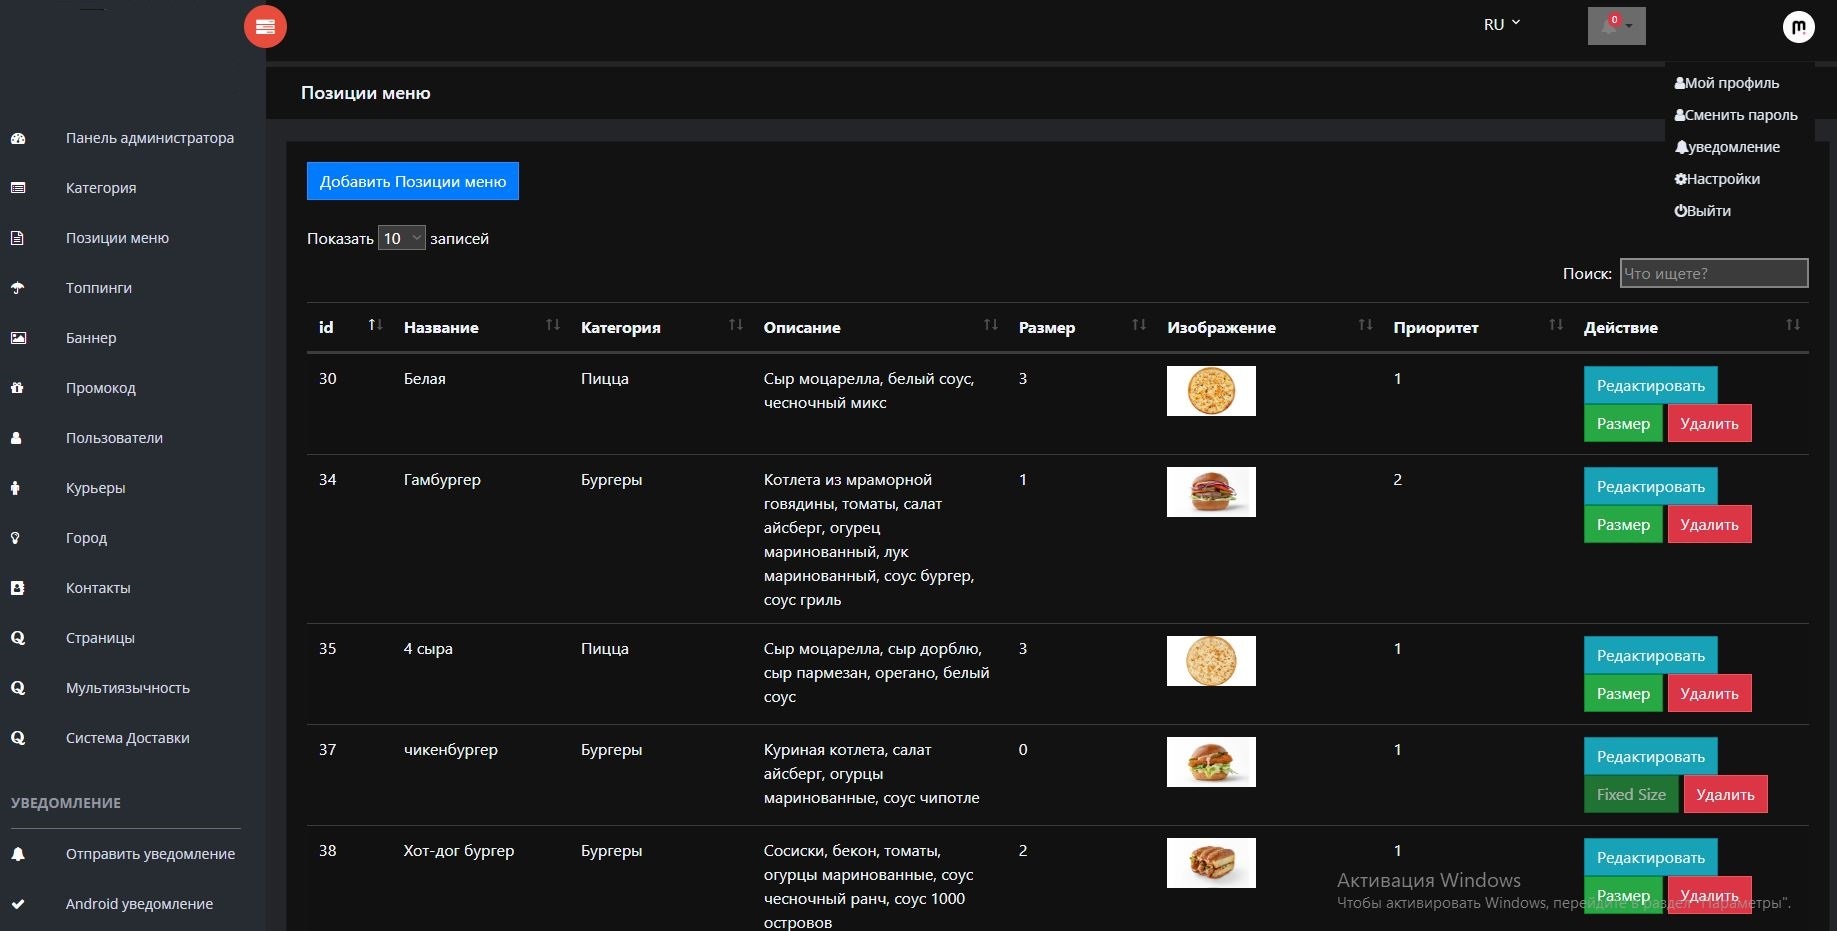 RU
0
m
Мой профиль
Сменить пароль
уведомление
Настройки
Выйти
Панель администратора
Категория
Позиции меню
Топпинги
Баннер
Промокод
Пользователи
Курьеры
Город
Контакты
Страницы
Мультиязычность
Система Доставки
УВЕДОМЛЕНИЕ
Отправить уведомление
Android уведомление
Позиции меню
Добавить Позиции меню
Показать 10 записей
Поиск: Что ищете?
id Название Категория Описание Размер Изображение Приоритет Действие
30 Белая Пицца Сыр моцарелла, белый соус, 3 1 Редактировать
чесночный микс Размер Удалить
34 Гамбургер Бургеры Котлета из мраморной 1 2 Редактировать
говядины, томаты, салат Размер Удалить
айсберг, огурец
маринованный, лук
маринованный, соус бургер,
соус гриль
35 4 сыра Пицца Сыр моцарелла, сыр дорблю, 3 1 Редактировать
сыр пармезан, орегано, белый Размер Удалить
соус
37 чикенбургер Бургеры Куриная котлета, салат 0 1 Редактировать
айсберг, огурцы Fixed Size Удалить
маринованные, соус чипотле
38 Хот-дог бургер Бургеры Сосиски, бекон, томаты, 2 1 Редактировать
огурцы маринованные, соус Размер Удалить
чесночный ранч, соус 1000
островов
Активация Windows
Чтобы активировать Windows, перейдите в раздел "Параметры".